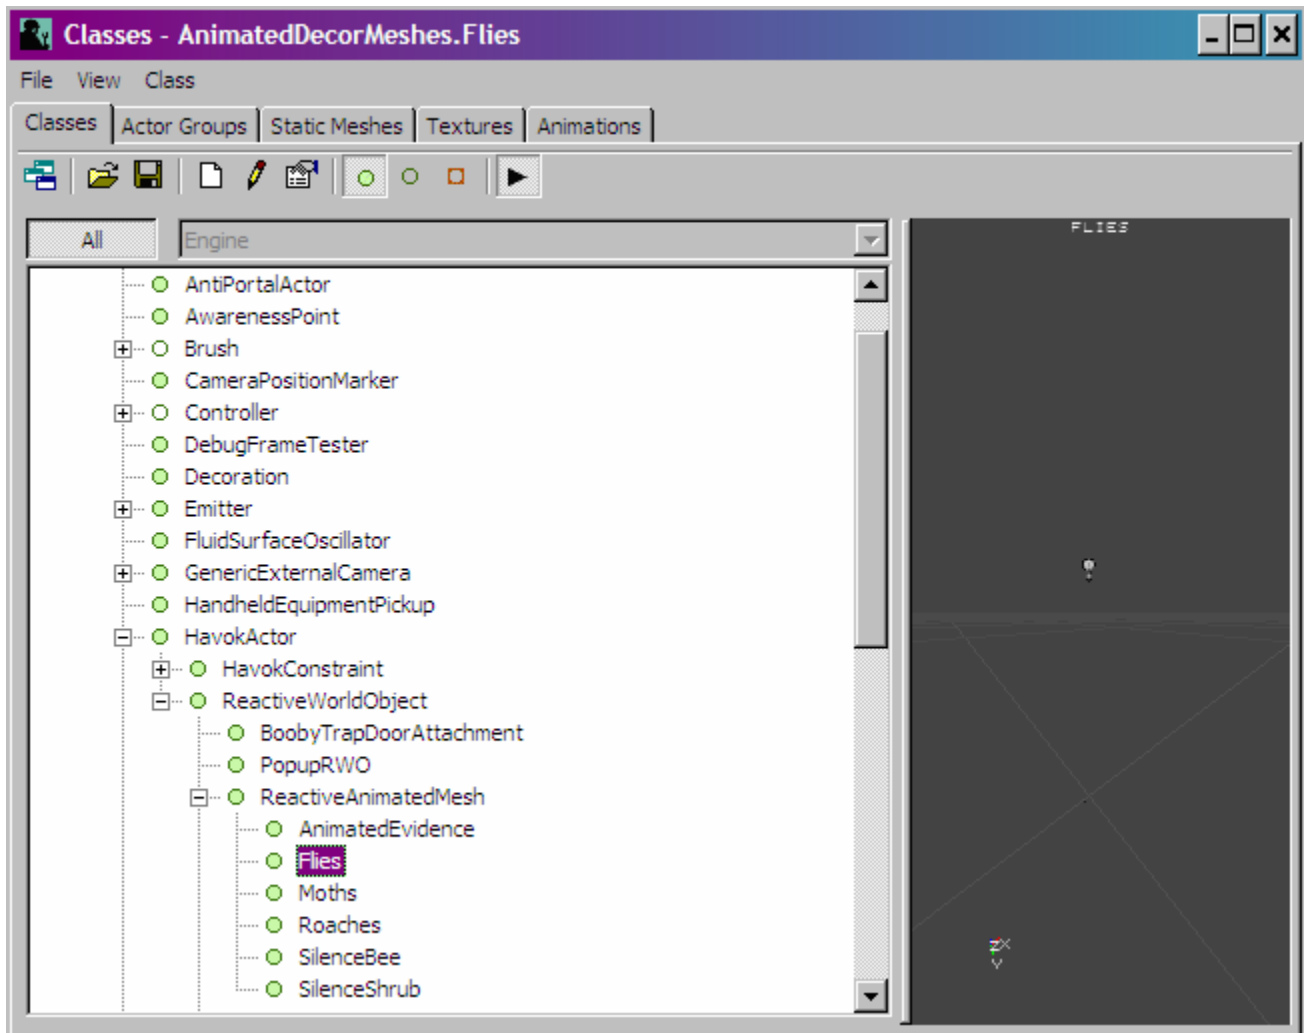 Classes - AnimatedDecorMeshes.Flies
File View Class
Classes Actor Groups Static Meshes Textures Animations
All Engine
FLIES
AntiPortalActor
AwarenessPoint
Brush
CameraPositionMarker
Controller
DebugFrameTester
Decoration
Emitter
FluidSurfaceOscillator
GenericExternalCamera
HandheldEquipmentPickup
HavokActor
HavokConstraint
ReactiveWorldObject
BoobyTrapDoorAttachment
PopupRWO
ReactiveAnimatedMesh
AnimatedEvidence
Flies
Moths
Roaches
SilenceBee
SilenceShrub
ZX
Y